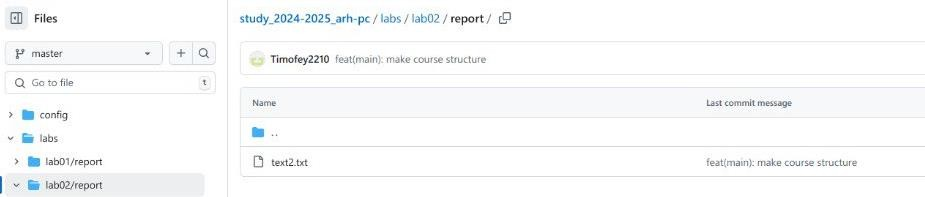 Files
master
Go to file
t
config
labs
lab01/report
lab02/report
study_2024-2025_arh-pc / labs / lab02 / report /
Timofey2210 feat(main): make course structure
Name Last commit message
..
text2.txt feat(main): make course structure